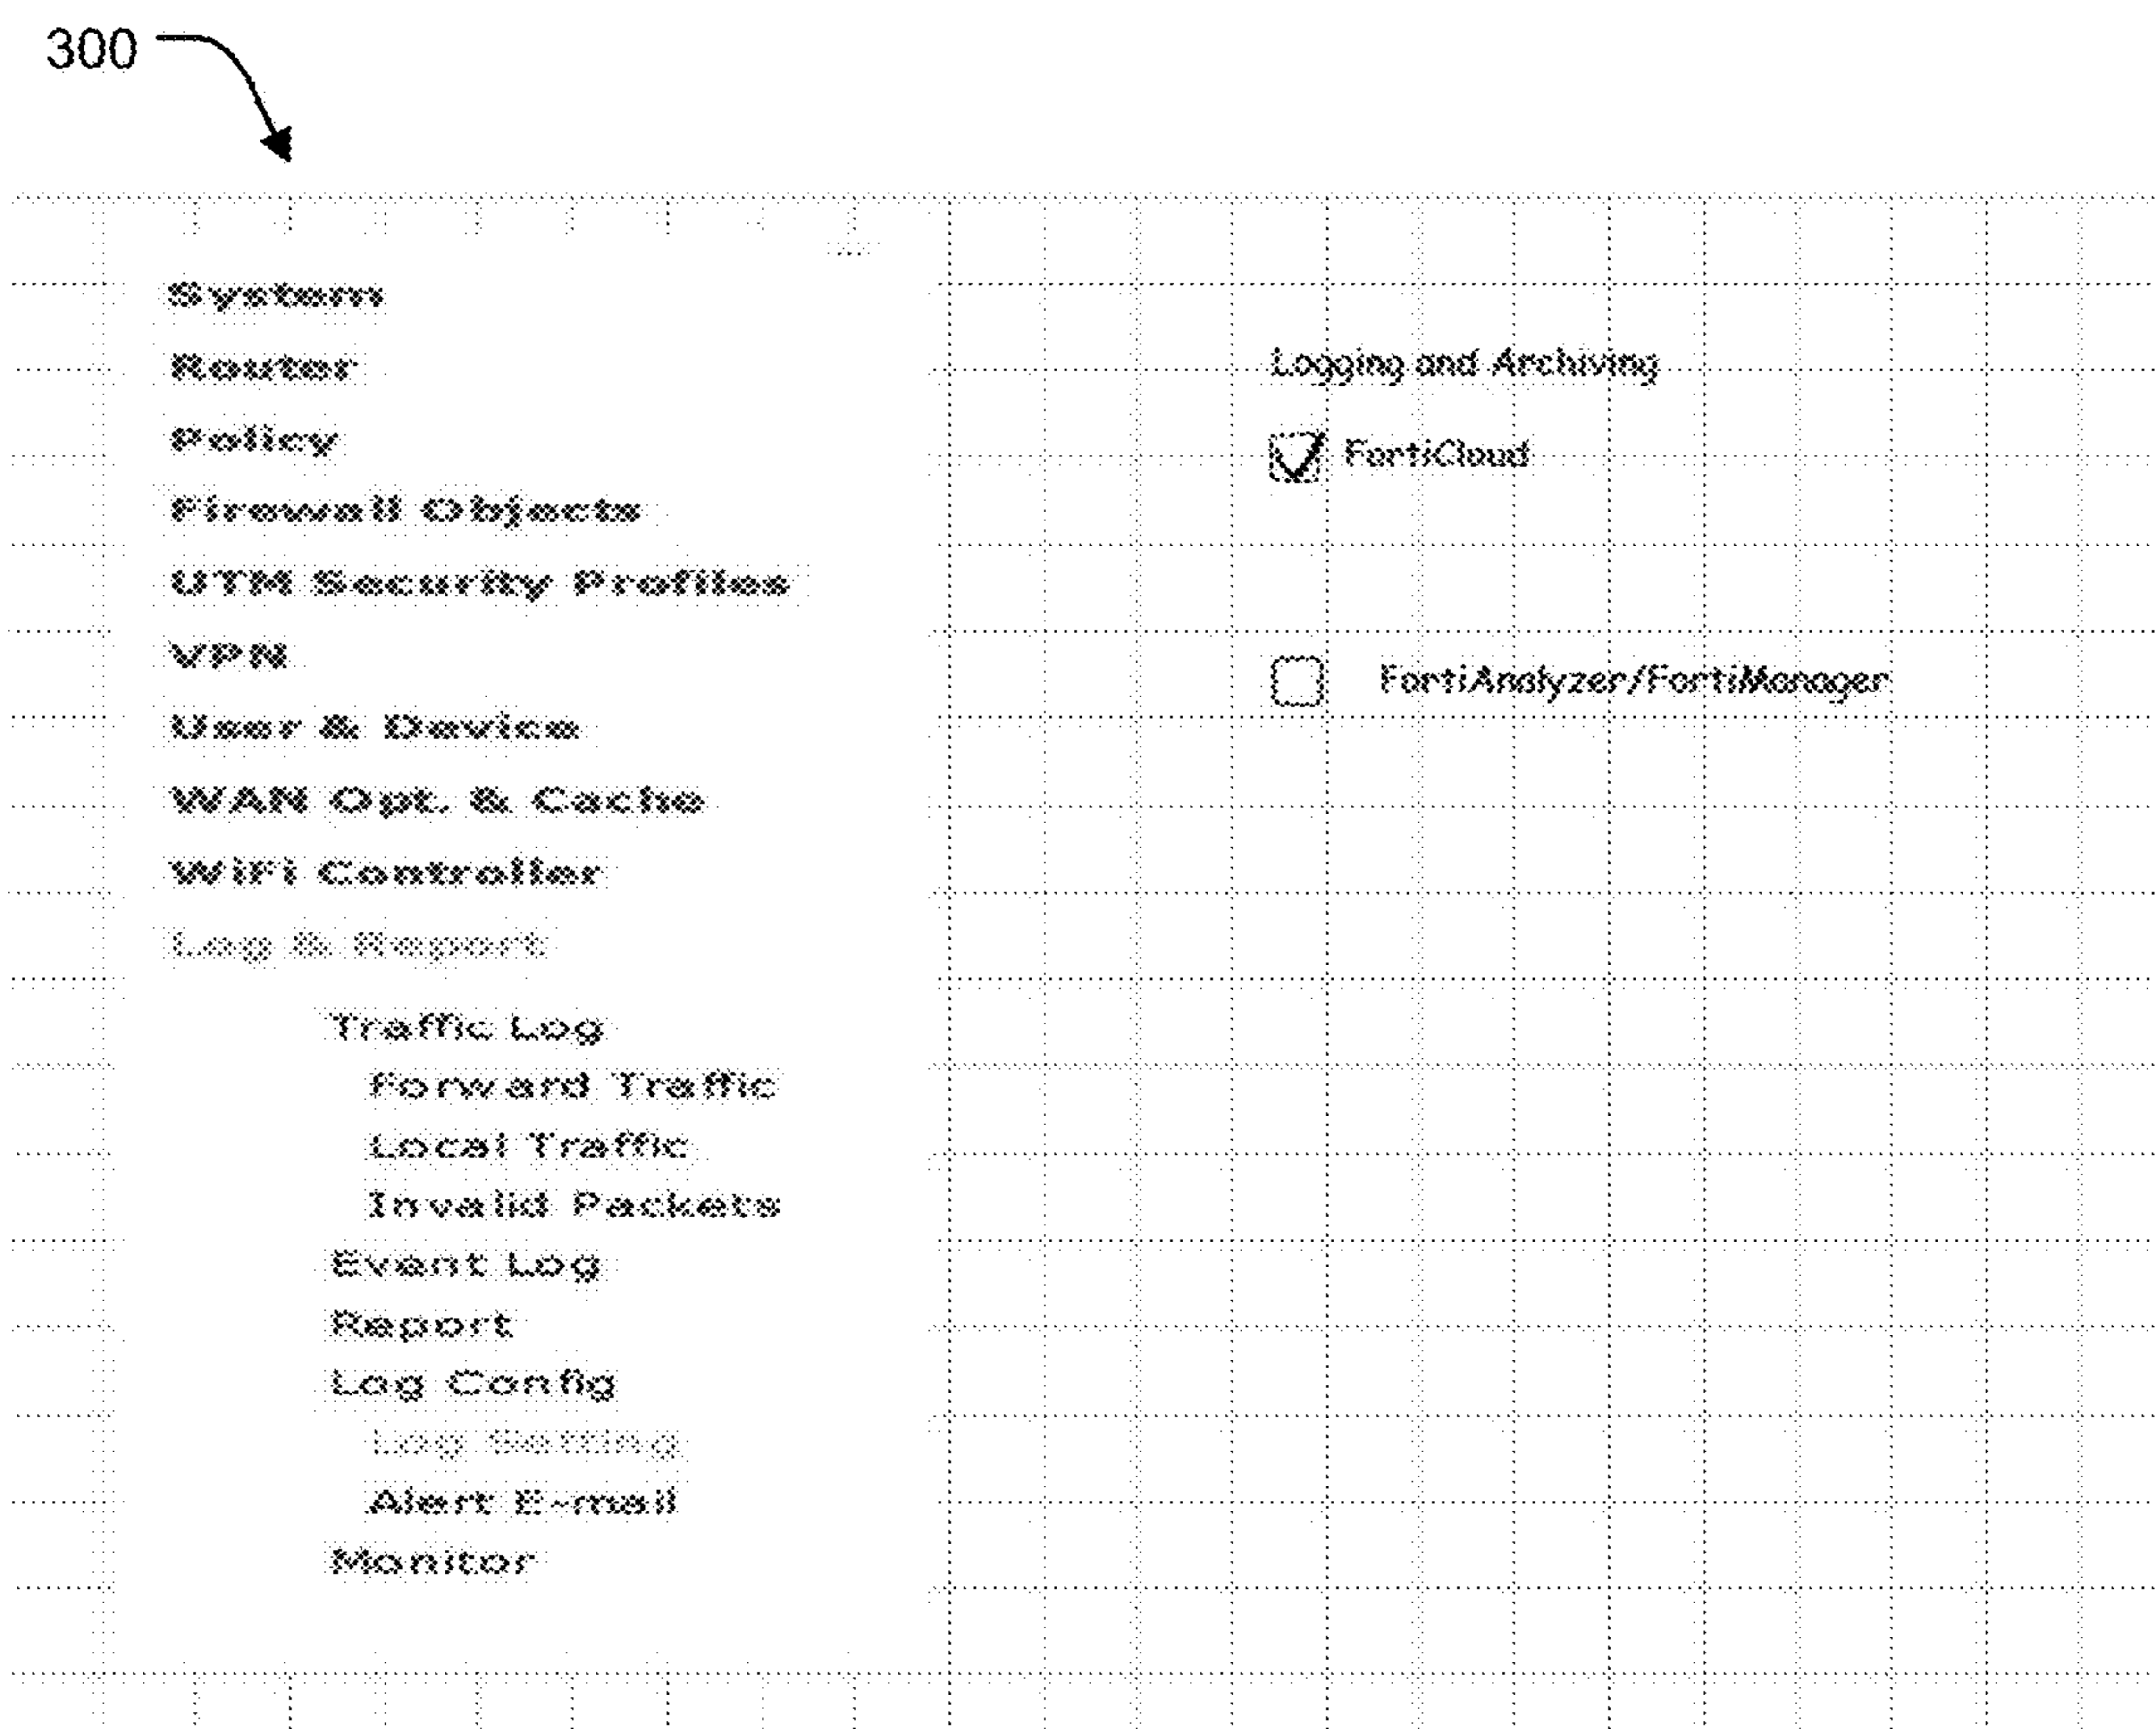 300
System
Router
Policy
Firewall Objects
UTM Security Profiles
VPN
User & Device
WAN Opt. & Cache
WiFi Controller
Log & Report
Traffic Log
Forward Traffic
Local Traffic
Invalid Packets
Event Log
Report
Log Config
Log Setting
Alert E-mail
Monitor
Logging and Archiving
FortiCloud
FortiAnalyzer/FortiManager